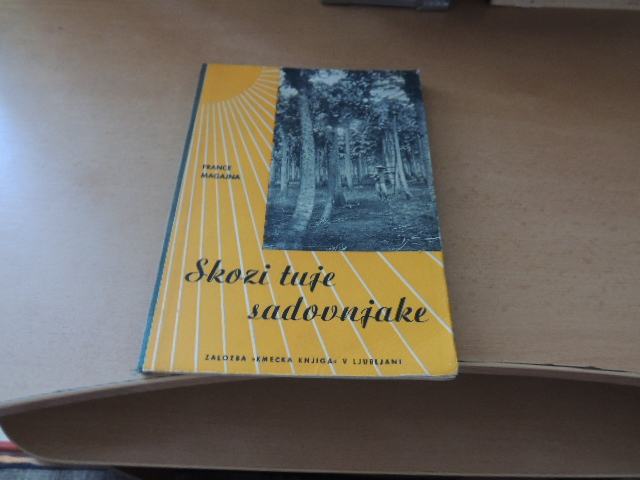 FRANCE
MAGAJNA
Skozi tuje
sadovnjake
ZALOŽBA »KMEČKA KNJIGA« V LJUBLJANI